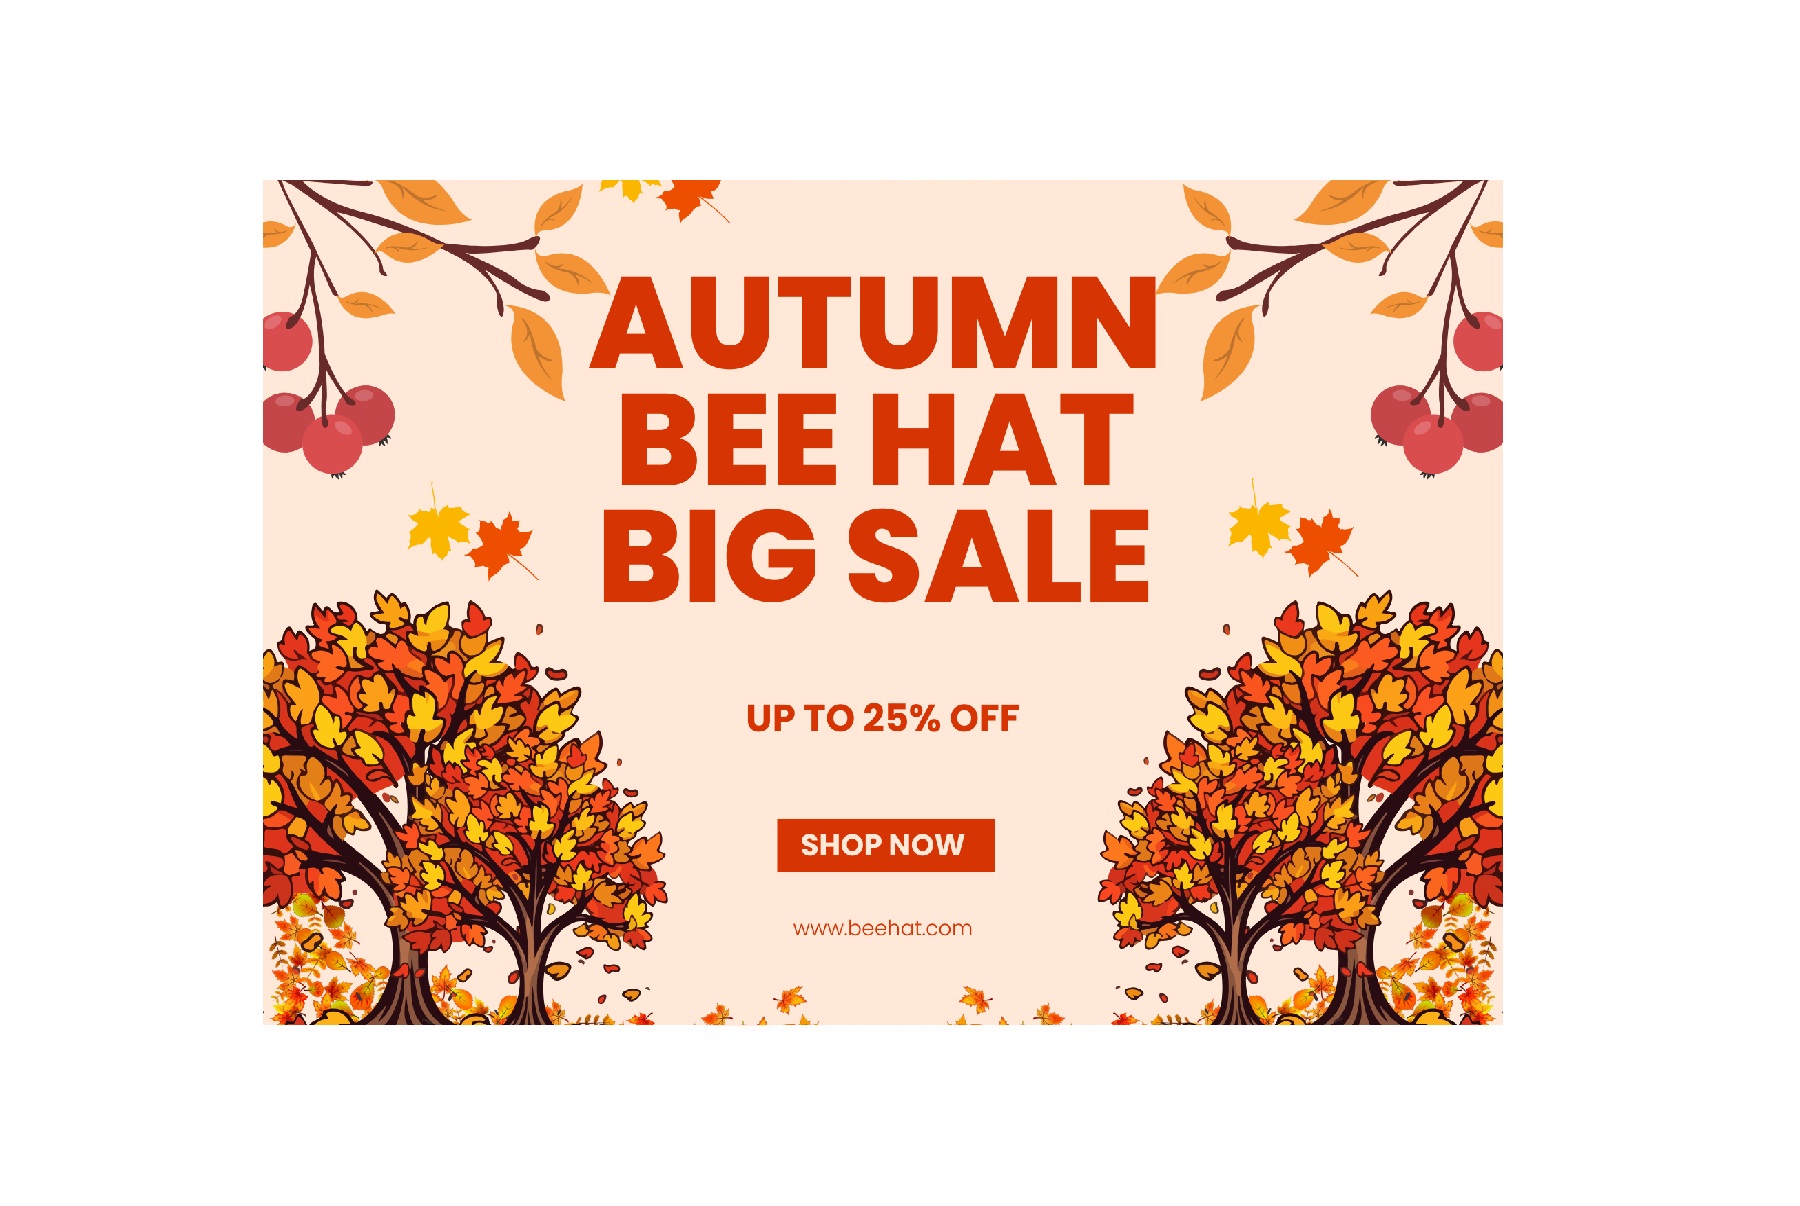 AUTUMN
BEE HAT
BIG SALE
UP TO 25% OFF
SHOP NOW
www.beehat.com